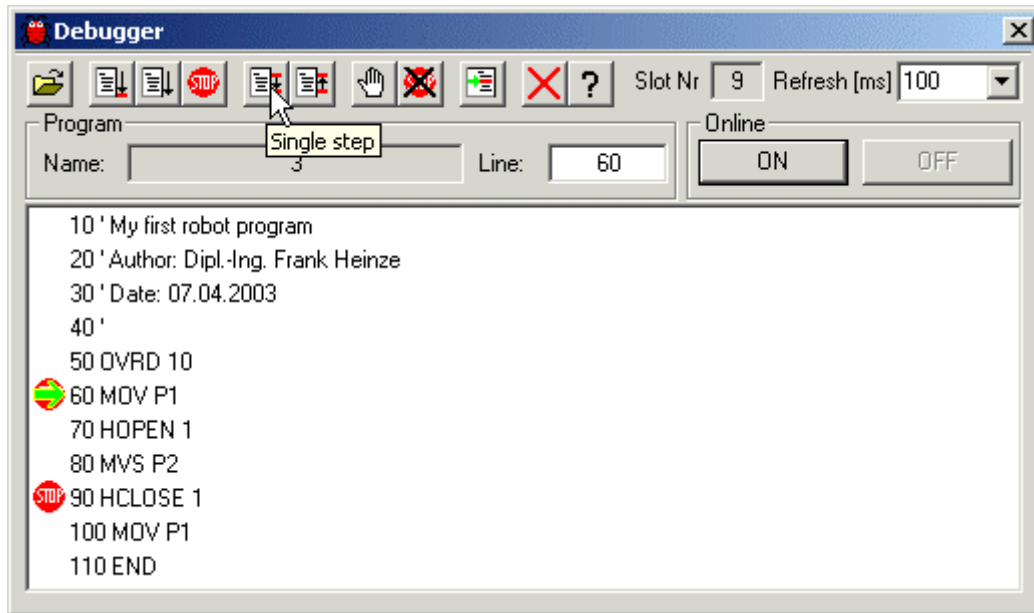 Debugger
STOP
Slot Nr 9 Refresh [ms] 100
Single step
Program
Online
Name: 3 Line: 60 ON OFF
10 ' My first robot program
20 ' Author: Dipl.-Ing. Frank Heinze
30 ' Date: 07.04.2003
40 '
50 OVRD 10
60 MOV P1
70 HOPEN 1
80 MVS P2
STOP 90 HCLOSE 1
100 MOV P1
110 END